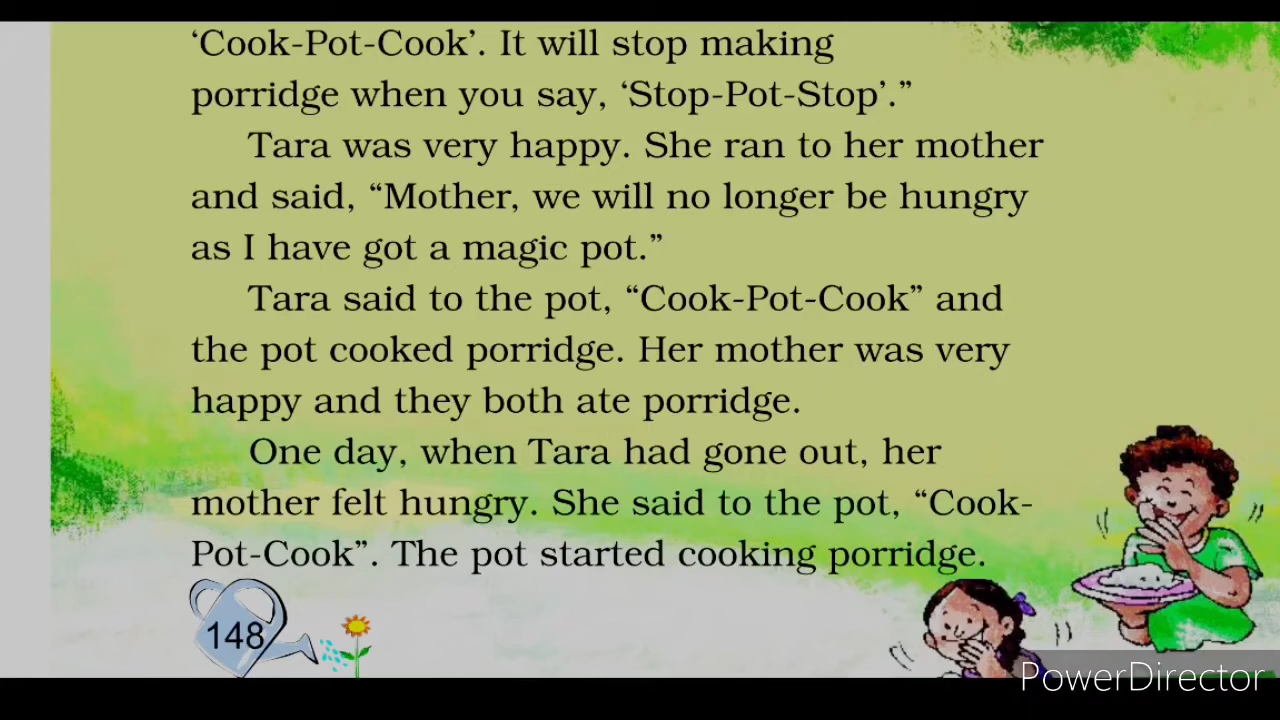 ‘Cook-Pot-Cook’. It will stop making
porridge when you say, ‘Stop-Pot-Stop’.”
Tara was very happy. She ran to her mother
and said, “Mother, we will no longer be hungry
as I have got a magic pot.”
Tara said to the pot, “Cook-Pot-Cook” and
the pot cooked porridge. Her mother was very
happy and they both ate porridge.
One day, when Tara had gone out, her
mother felt hungry. She said to the pot, “Cook-
Pot-Cook”. The pot started cooking porridge.
148
PowerDirector